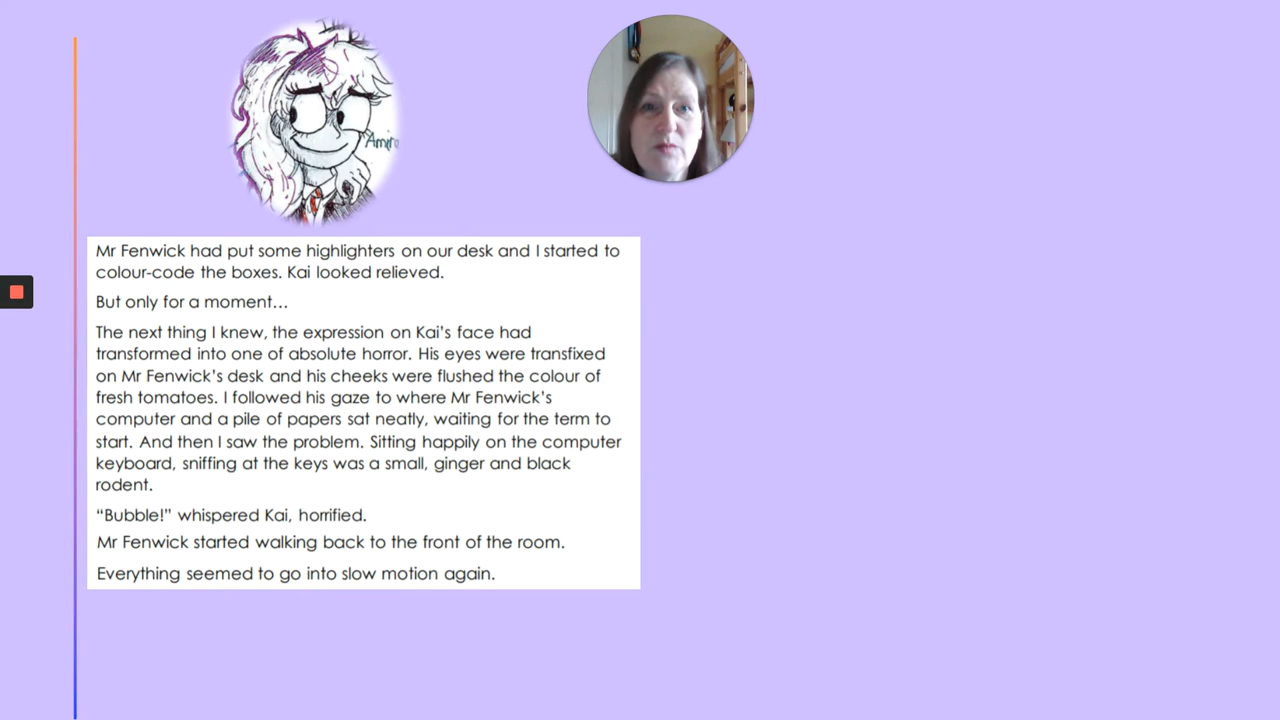 Amira
Mr Fenwick had put some highlighters on our desk and I started to
colour-code the boxes. Kai looked relieved.
But only for a moment…
The next thing I knew, the expression on Kai's face had
transformed into one of absolute horror. His eyes were transfixed
on Mr Fenwick's desk and his cheeks were flushed the colour of
fresh tomatoes. I followed his gaze to where Mr Fenwick's
computer and a pile of papers sat neatly, waiting for the term to
start. And then I saw the problem. Sitting happily on the computer
keyboard, sniffing at the keys was a small, ginger and black
rodent.
“Bubble!” whispered Kai, horrified.
Mr Fenwick started walking back to the front of the room.
Everything seemed to go into slow motion again.